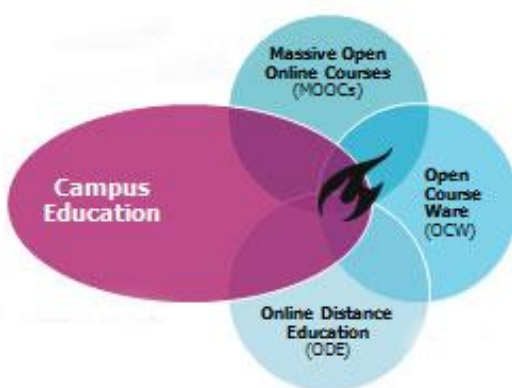 Massive Open
Online Courses
(MOOCs)
Campus
Education
Open
Course
Ware
(OCW)
Online Distance
Education
(ODE)